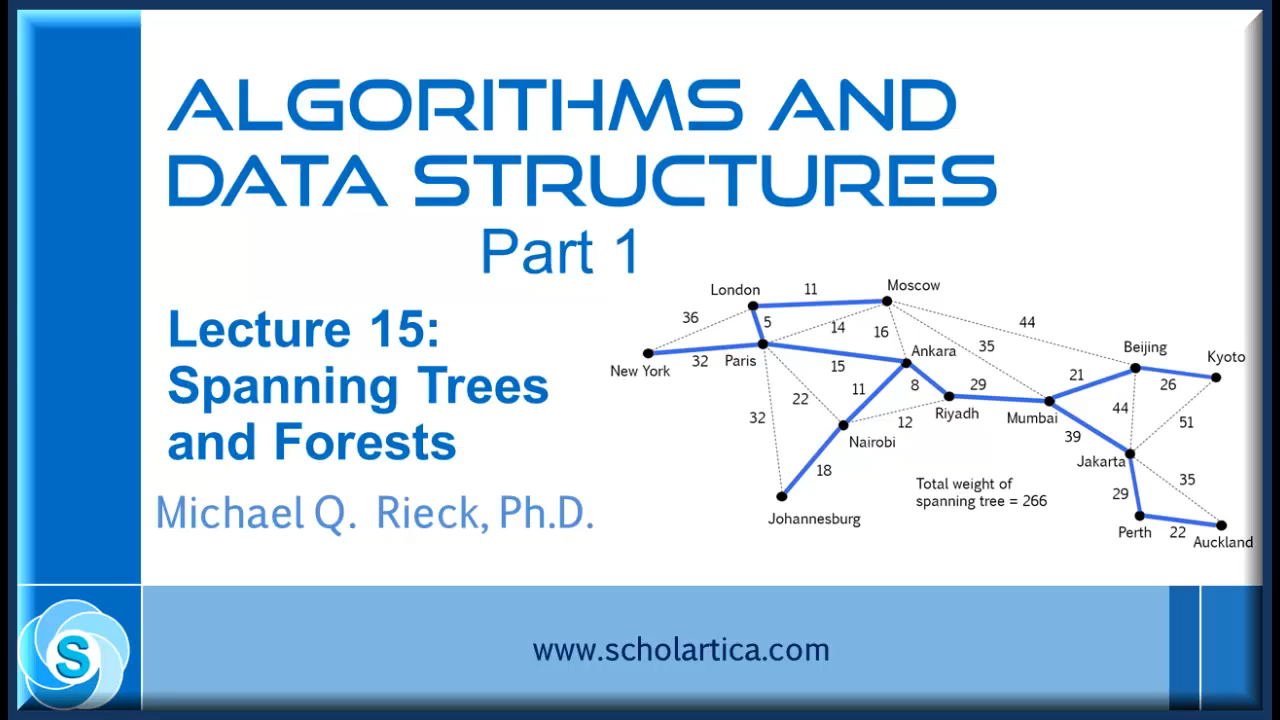 ALGORITHMS AND
DATA STRUCTURES
Part 1
Lecture 15:
Spanning Trees
and Forests
Michael Q. Rieck, Ph.D.
London
11
Moscow
36
5
14
16
44
35
New York
32
Paris
15
Ankara
Beijing
Kyoto
22
11
8
29
21
26
32
12
Riyadh
Mumbai
44
51
Nairobi
39
18
Jakarta
35
Total weight of
spanning tree = 266
29
Johannesburg
Perth
22
Auckland
S
www.scholartica.com